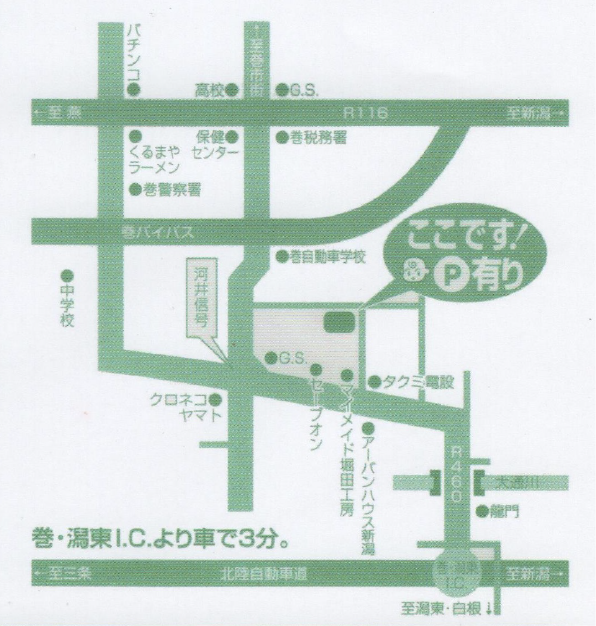 パチンコ
↑至巻市街
高校
G.S.
←至 燕
R116
至新潟→
くるまや
ラーメン
保健
センター
巻税務署
巻警察署
巻バイパス
ここです!
P有り
巻自動車学校
中学校
河井信号
G.S.
セーブオン
マイメイド堀田工房
タクミ電設
クロネコ
ヤマト
アーバンハウス新潟
R460
大通川
龍門
巻・潟東I.C.より車で3分。
←至三条
北陸自動車道
巻・潟東
I.C.
至新潟→
至潟東・白根↓